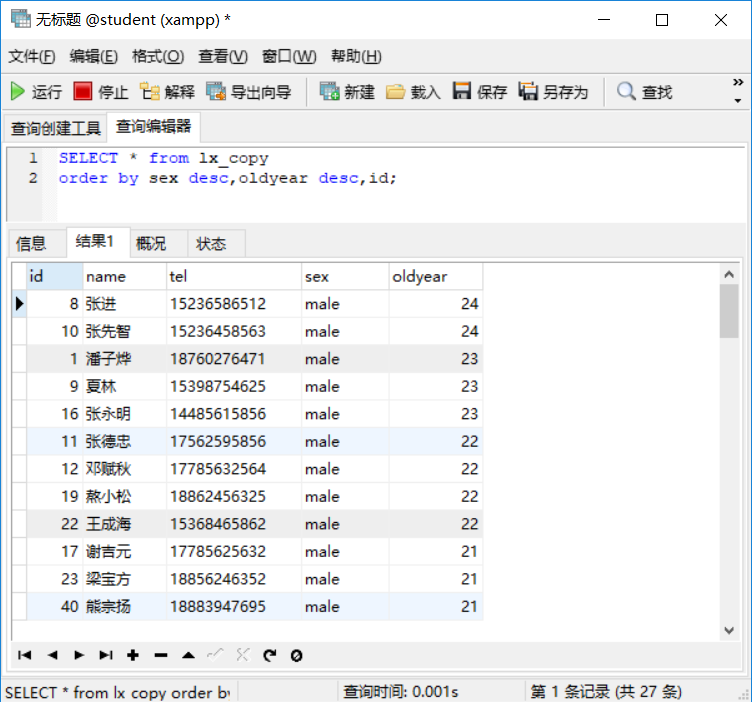 无标题 @student (xampp) *
文件(F) 编辑(E) 格式(O) 查看(V) 窗口(W) 帮助(H)
运行 停止 解释 导出向导 新建 载入 保存 另存为 查找
查询创建工具 查询编辑器
1 SELECT * from lx_copy
2 order by sex desc,oldyear desc,id;
信息 结果1 概况 状态
id name tel sex oldyear
8 张进 15236586512 male 24
10 张先智 15236458563 male 24
1 潘子烨 18760276471 male 23
9 夏林 15398754625 male 23
16 张永明 14485615856 male 23
11 张德忠 17562595856 male 22
12 邓赋秋 17785632564 male 22
19 熬小松 18862456325 male 22
22 王成海 15368465862 male 22
17 谢吉元 17785625632 male 21
23 梁宝方 18856246352 male 21
40 熊宗扬 18883947695 male 21
SELECT * from lx_copy order by 查询时间: 0.001s 第 1 条记录 (共 27 条)